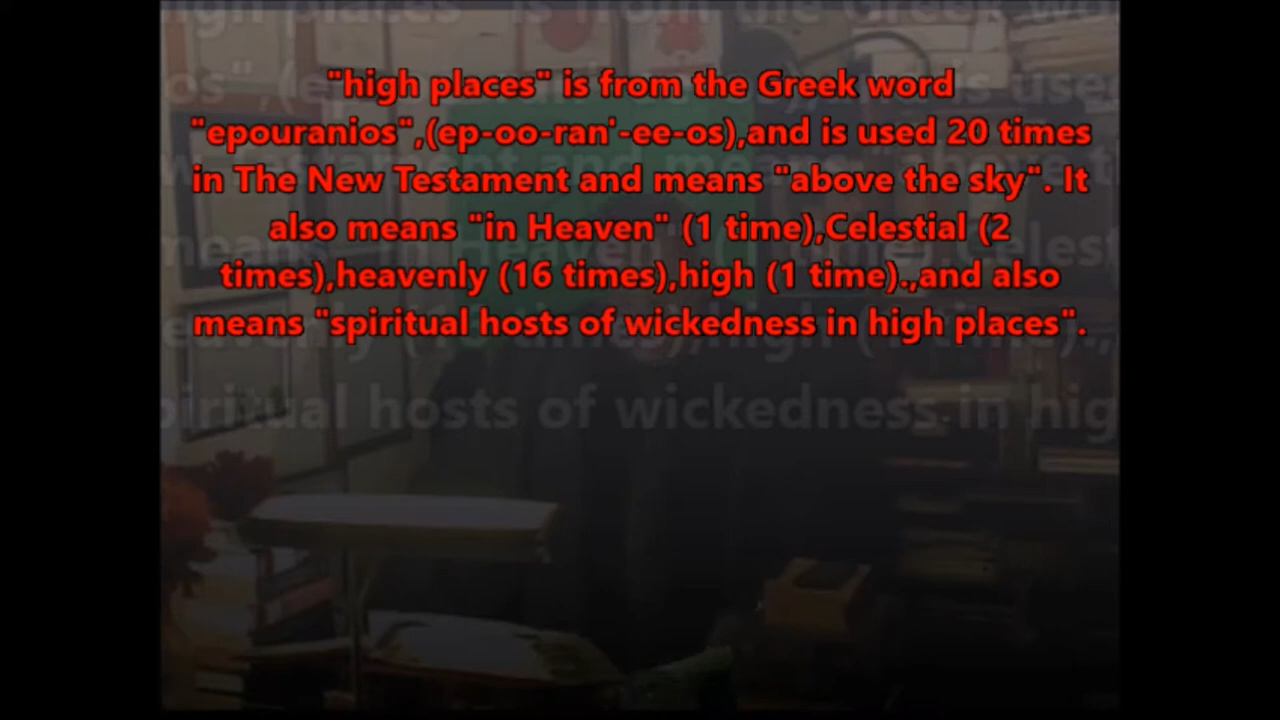 "high places" is from the Greek word
"epouranios",(ep-oo-ran'-ee-os),and is used 20 times
in The New Testament and means "above the sky". It
also means "in Heaven" (1 time),Celestial (2
times),heavenly (16 times),high (1 time).,and also
means "spiritual hosts of wickedness in high places".